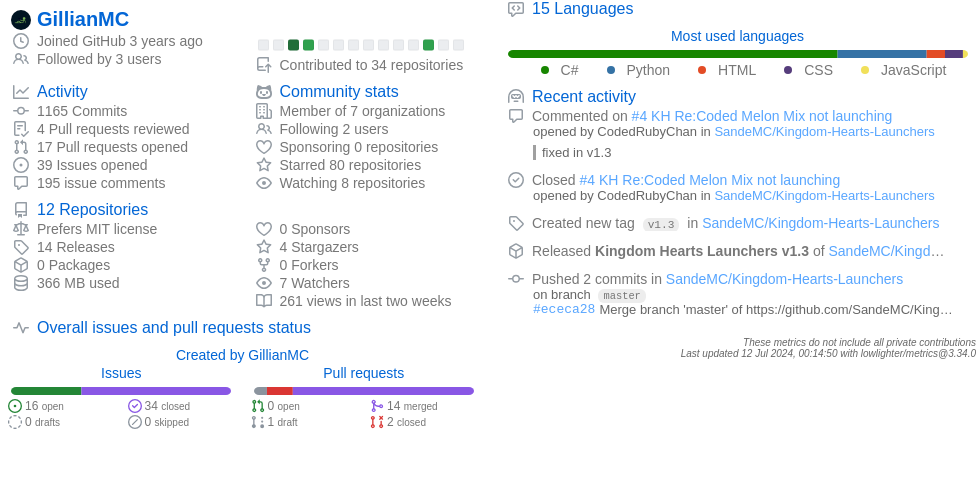 GillianMC
Joined GitHub 3 years ago
Followed by 3 users
Contributed to 34 repositories
Activity
1165 Commits
4 Pull requests reviewed
17 Pull requests opened
39 Issues opened
195 issue comments
Community stats
Member of 7 organizations
Following 2 users
Sponsoring 0 repositories
Starred 80 repositories
Watching 8 repositories
12 Repositories
Prefers MIT license
14 Releases
0 Packages
366 MB used
0 Sponsors
4 Stargazers
0 Forkers
7 Watchers
261 views in last two weeks
Overall issues and pull requests status
Created by GillianMC
Issues
16 open
34 closed
0 drafts
0 skipped
Pull requests
0 open
14 merged
1 draft
2 closed
15 Languages
Most used languages
C# Python HTML CSS JavaScript
Recent activity
Commented on #4 KH Re:Coded Melon Mix not launching
opened by CodedRubyChan in SandeMC/Kingdom-Hearts-Launchers
fixed in v1.3
Closed #4 KH Re:Coded Melon Mix not launching
opened by CodedRubyChan in SandeMC/Kingdom-Hearts-Launchers
Created new tag v1.3 in SandeMC/Kingdom-Hearts-Launchers
Released Kingdom Hearts Launchers v1.3 of SandeMC/Kingd…
Pushed 2 commits in SandeMC/Kingdom-Hearts-Launchers
on branch master
#ececa28 Merge branch 'master' of https://github.com/SandeMC/King…
These metrics do not include all private contributions
Last updated 12 Jul 2024, 00:14:50 with lowlighter/metrics@3.34.0